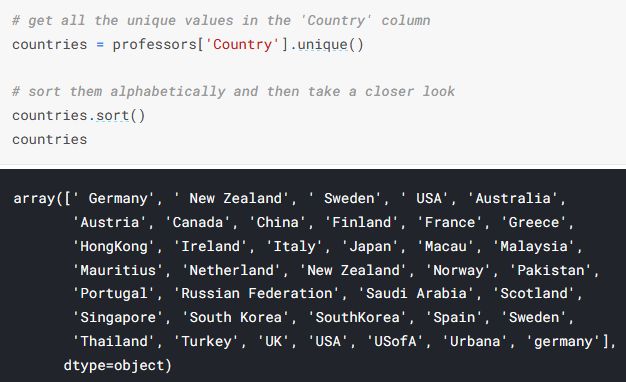 # get all the unique values in the 'Country' column
countries = professors['Country'].unique()
# sort them alphabetically and then take a closer look
countries.sort()
countries
array([' Germany', ' New Zealand', ' Sweden', ' USA', 'Australia',
'Austria', 'Canada', 'China', 'Finland', 'France', 'Greece',
'HongKong', 'Ireland', 'Italy', 'Japan', 'Macau', 'Malaysia',
'Mauritius', 'Netherland', 'New Zealand', 'Norway', 'Pakistan',
'Portugal', 'Russian Federation', 'Saudi Arabia', 'Scotland',
'Singapore', 'South Korea', 'SouthKorea', 'Spain', 'Sweden',
'Thailand', 'Turkey', 'UK', 'USA', 'USofA', 'Urbana', 'germany'],
dtype=object)